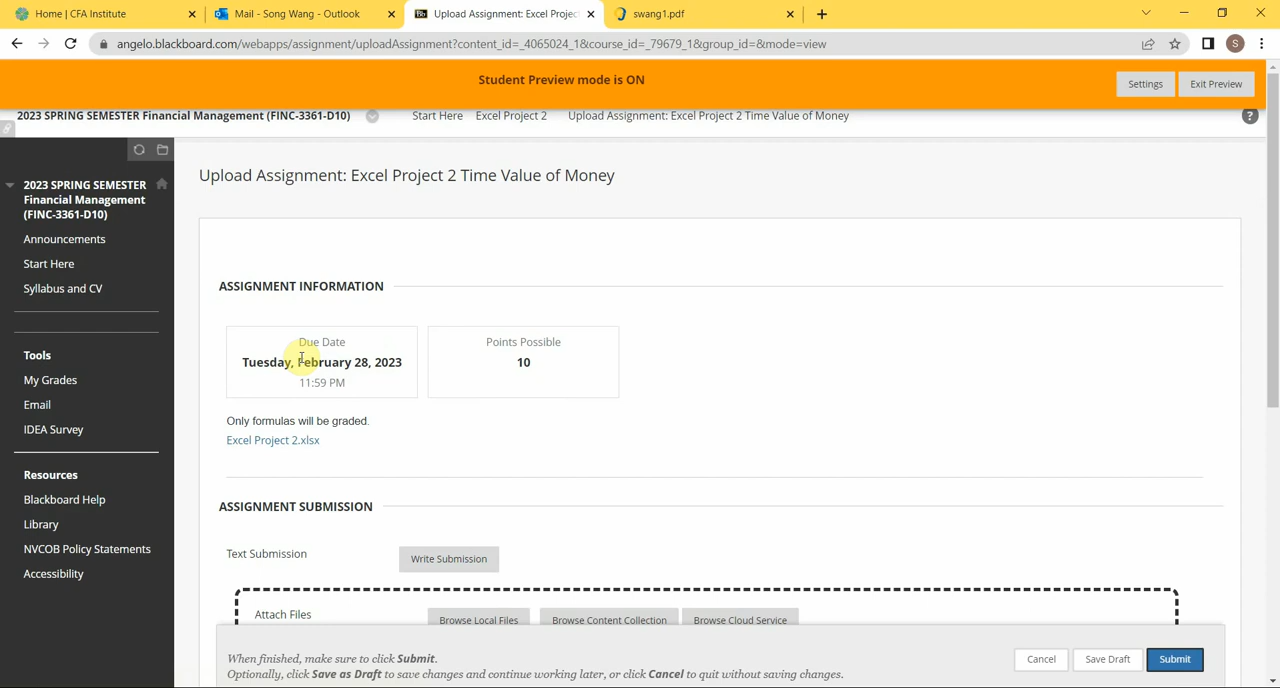 Home | CFA Institute
Mail - Song Wang - Outlook
Upload Assignment: Excel Projec
swang1.pdf
angelo.blackboard.com/webapps/assignment/uploadAssignment?content_id=_4065024_1&course_id=_79679_1&group_id=&mode=view
S
Student Preview mode is ON
Settings
Exit Preview
2023 SPRING SEMESTER Financial Management (FINC-3361-D10)
Start Here
Excel Project 2
Upload Assignment: Excel Project 2 Time Value of Money
?
2023 SPRING SEMESTER
Financial Management
(FINC-3361-D10)
Announcements
Start Here
Syllabus and CV
Tools
My Grades
Email
IDEA Survey
Resources
Blackboard Help
Library
NVCOB Policy Statements
Accessibility
Upload Assignment: Excel Project 2 Time Value of Money
ASSIGNMENT INFORMATION
Due Date
Tuesday, February 28, 2023
11:59 PM
Points Possible
10
Only formulas will be graded.
Excel Project 2.xlsx
ASSIGNMENT SUBMISSION
Text Submission
Write Submission
Attach Files
Browse Local Files
Browse Content Collection
Browse Cloud Service
When finished, make sure to click Submit.
Optionally, click Save as Draft to save changes and continue working later, or click Cancel to quit without saving changes.
Cancel
Save Draft
Submit